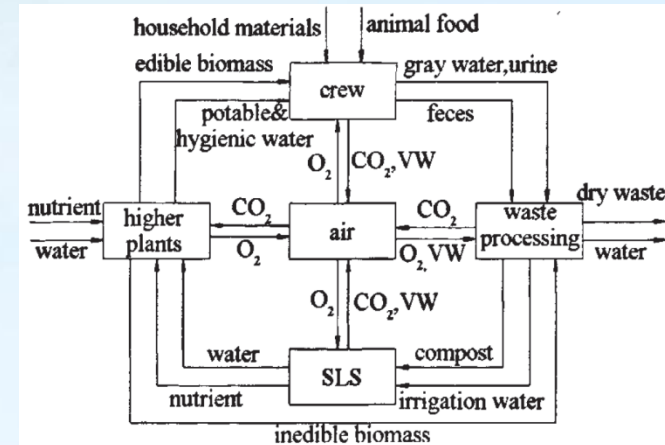 household materials
animal food
edible biomass
gray water,urine
crew
potable&
hygienic water
feces
O₂
CO₂,VW
dry waste
nutrient
higher
plants
CO₂
air
CO₂
waste
processing
water
O₂
O₂,VW
water
O₂
CO₂,VW
water
compost
SLS
nutrient
irrigation water
inedible biomass